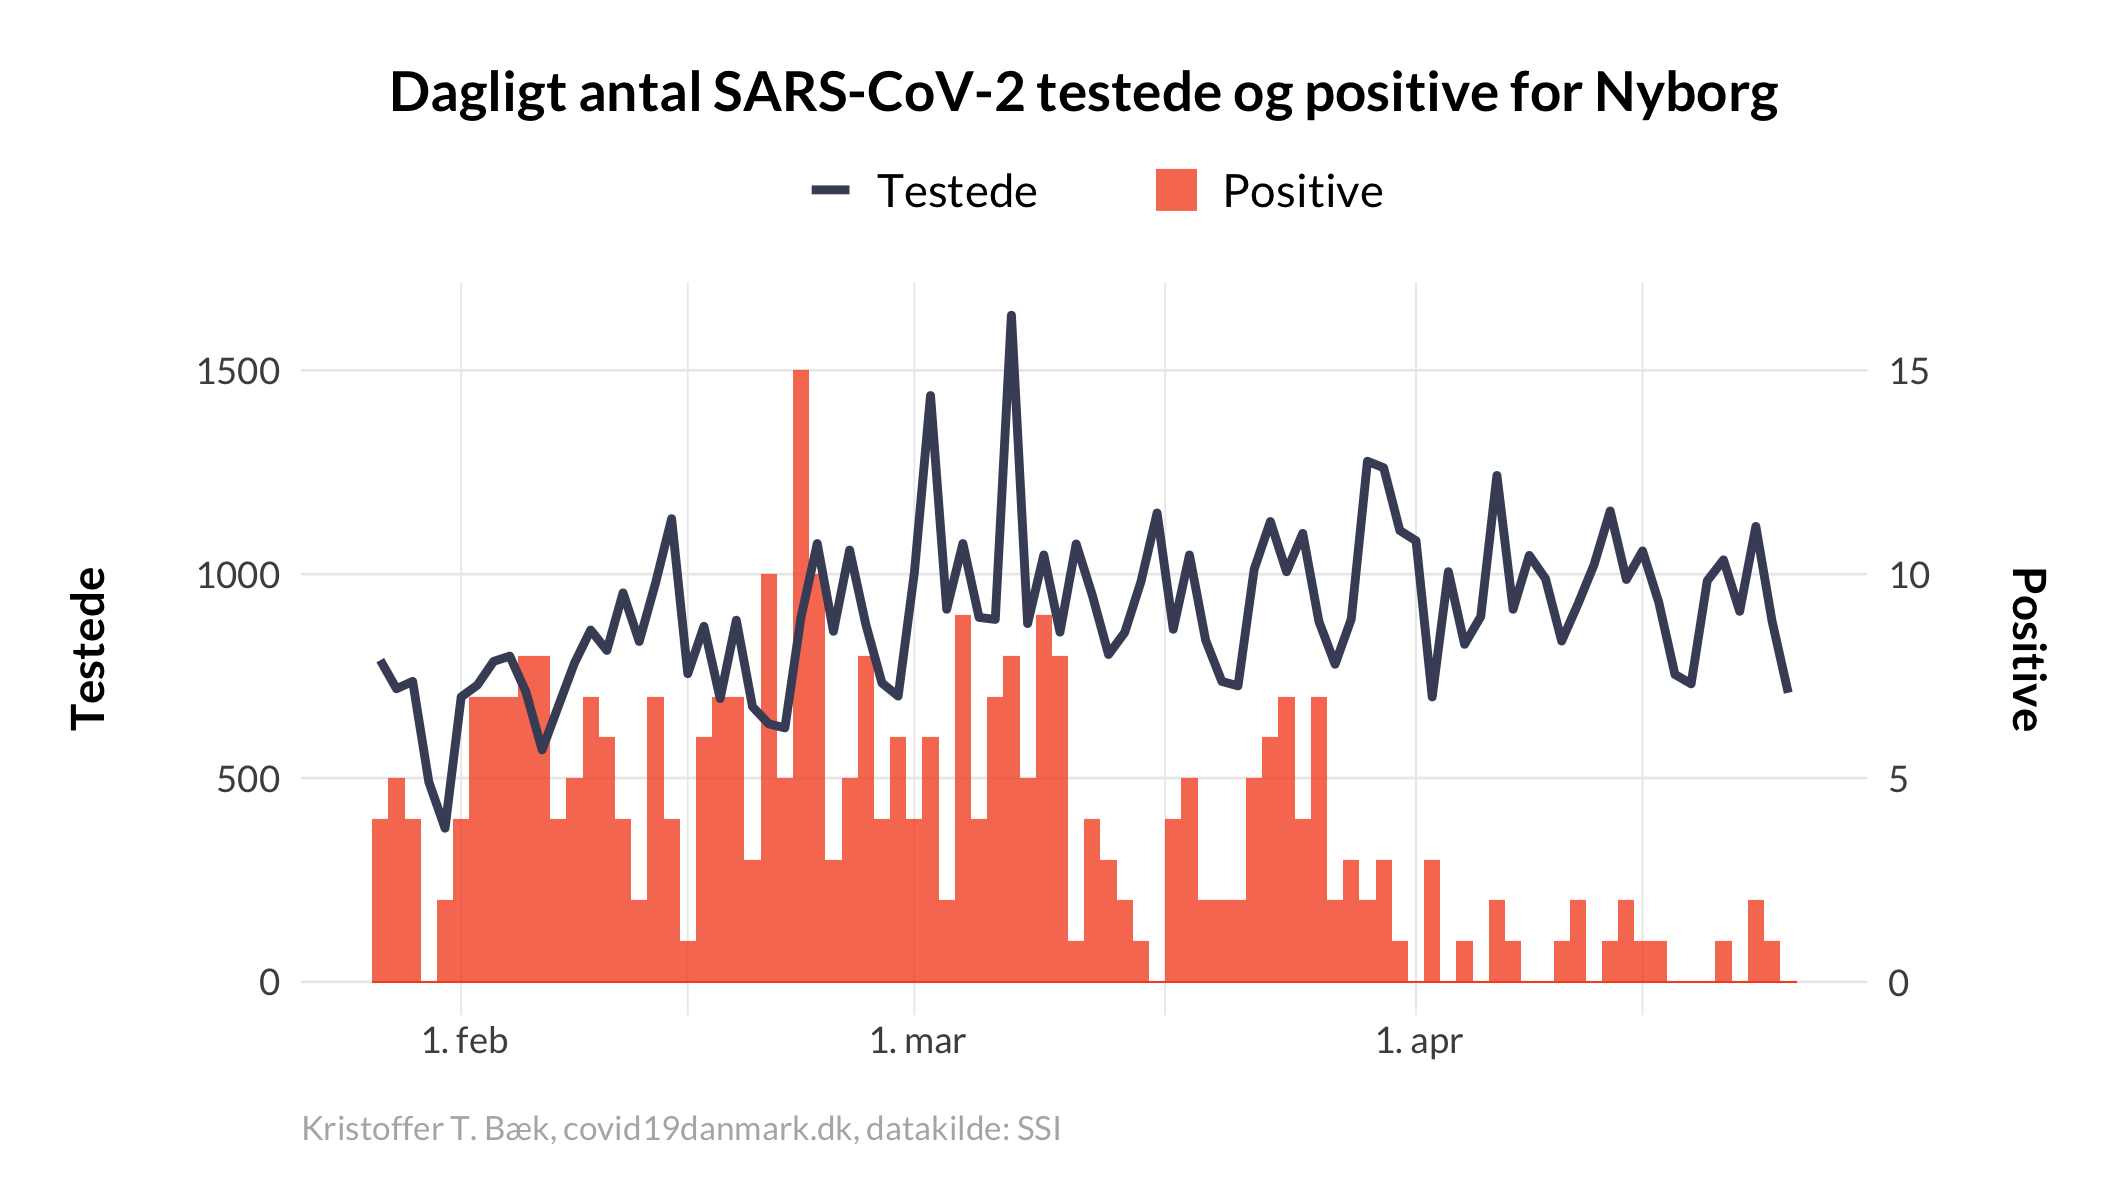 Dagligt antal SARS-CoV-2 testede og positive for Nyborg
Testede
Positive
1500
1000
500
0
15
10
5
0
Testede
Positive
1. feb
1. mar
1. apr
Kristoffer T. Bæk, covid19danmark.dk, datakilde: SSI